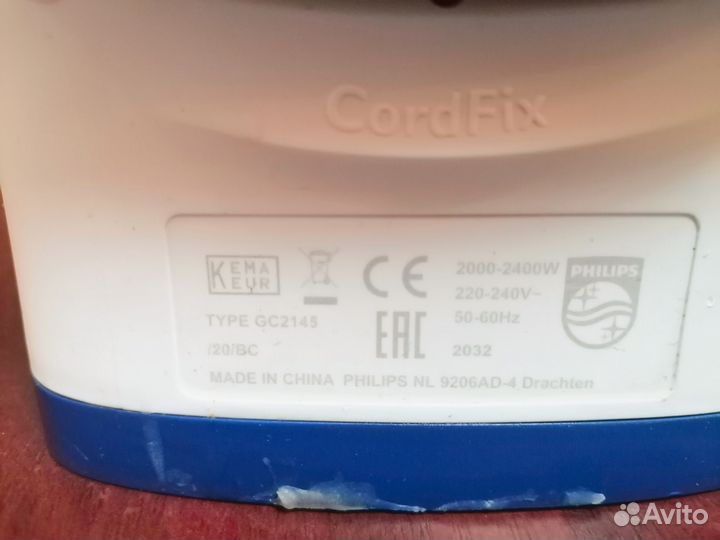 CordFix
KEMA
KEUR
CE
2000-2400W
220-240V~
50-60Hz
PHILIPS
TYPE GC2145
/20/BC
EAC
2032
MADE IN CHINA PHILIPS NL 9206AD-4 Drachten
Avito